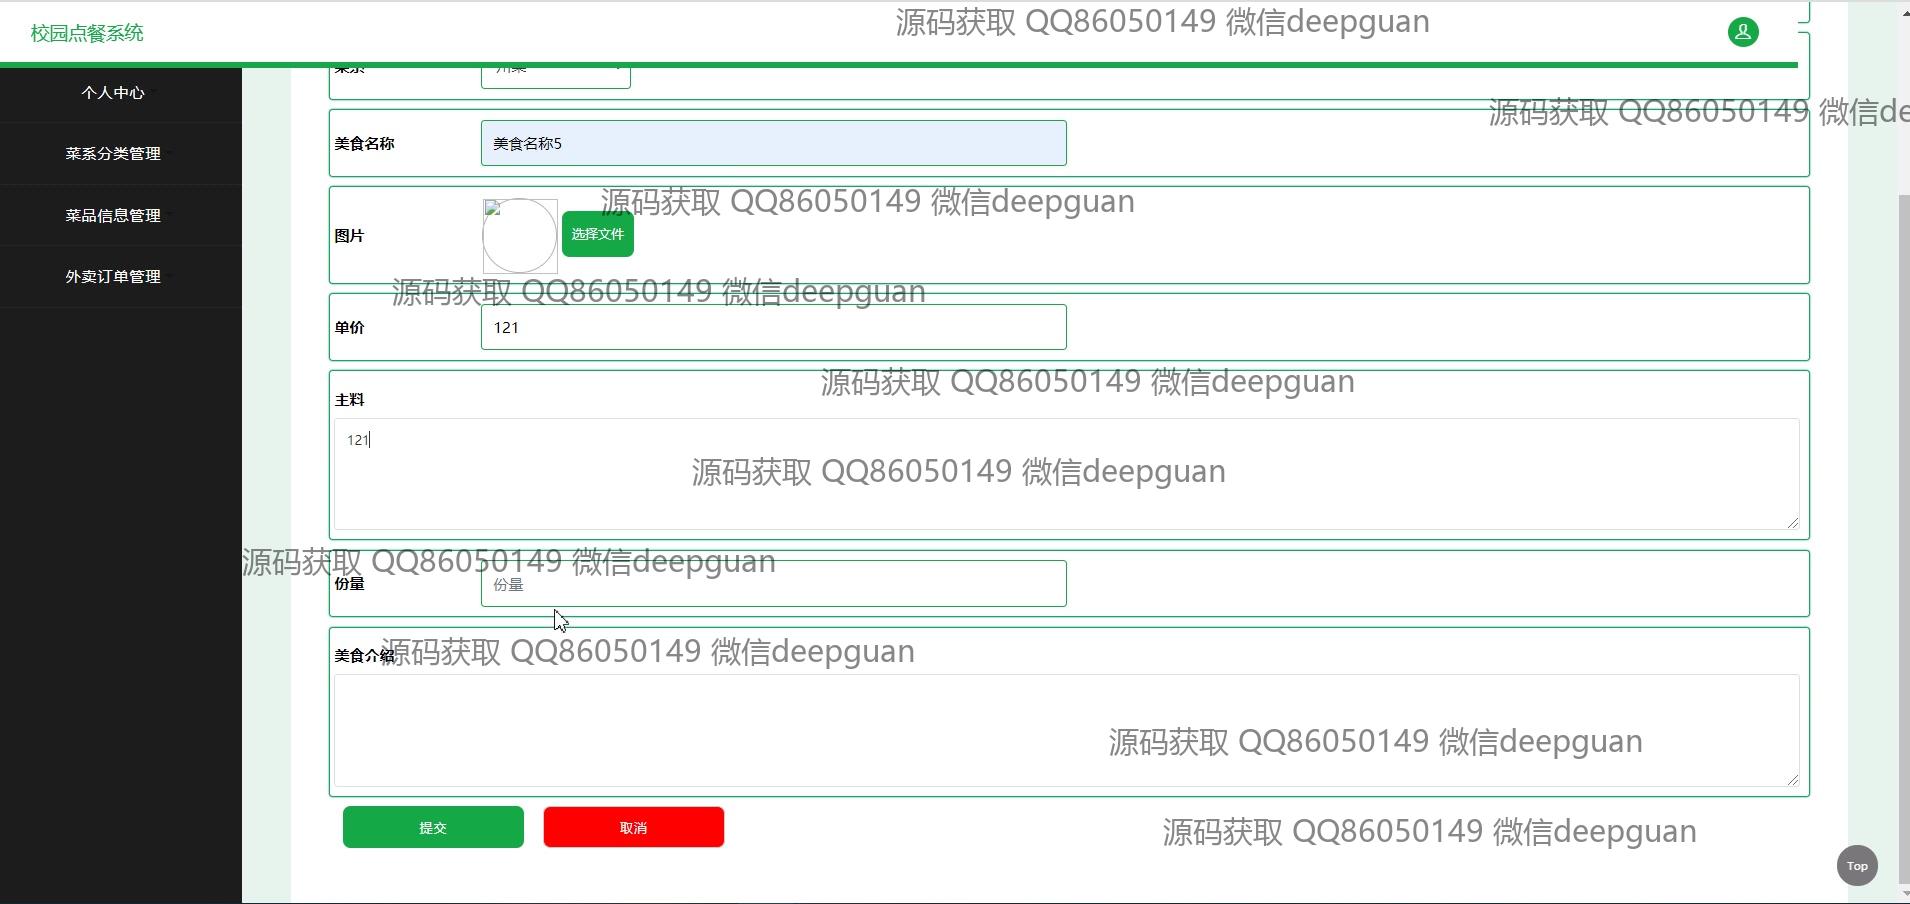 源码获取 QQ86050149 微信deepguan
校园点餐系统
个人中心
源码获取 QQ86050149 微信de
美食名称
美食名称5
菜系分类管理
源码获取 QQ86050149 微信deepguan
菜品信息管理
图片
选择文件
外卖订单管理
源码获取 QQ86050149 微信deepguan
单价
121
源码获取 QQ86050149 微信deepguan
主料
121
源码获取 QQ86050149 微信deepguan
源码获取 QQ86050149 微信deepguan
份量
份量
源码获取 QQ86050149 微信deepguan
美食介绍
源码获取 QQ86050149 微信deepguan
提交
取消
源码获取 QQ86050149 微信deepguan
Top